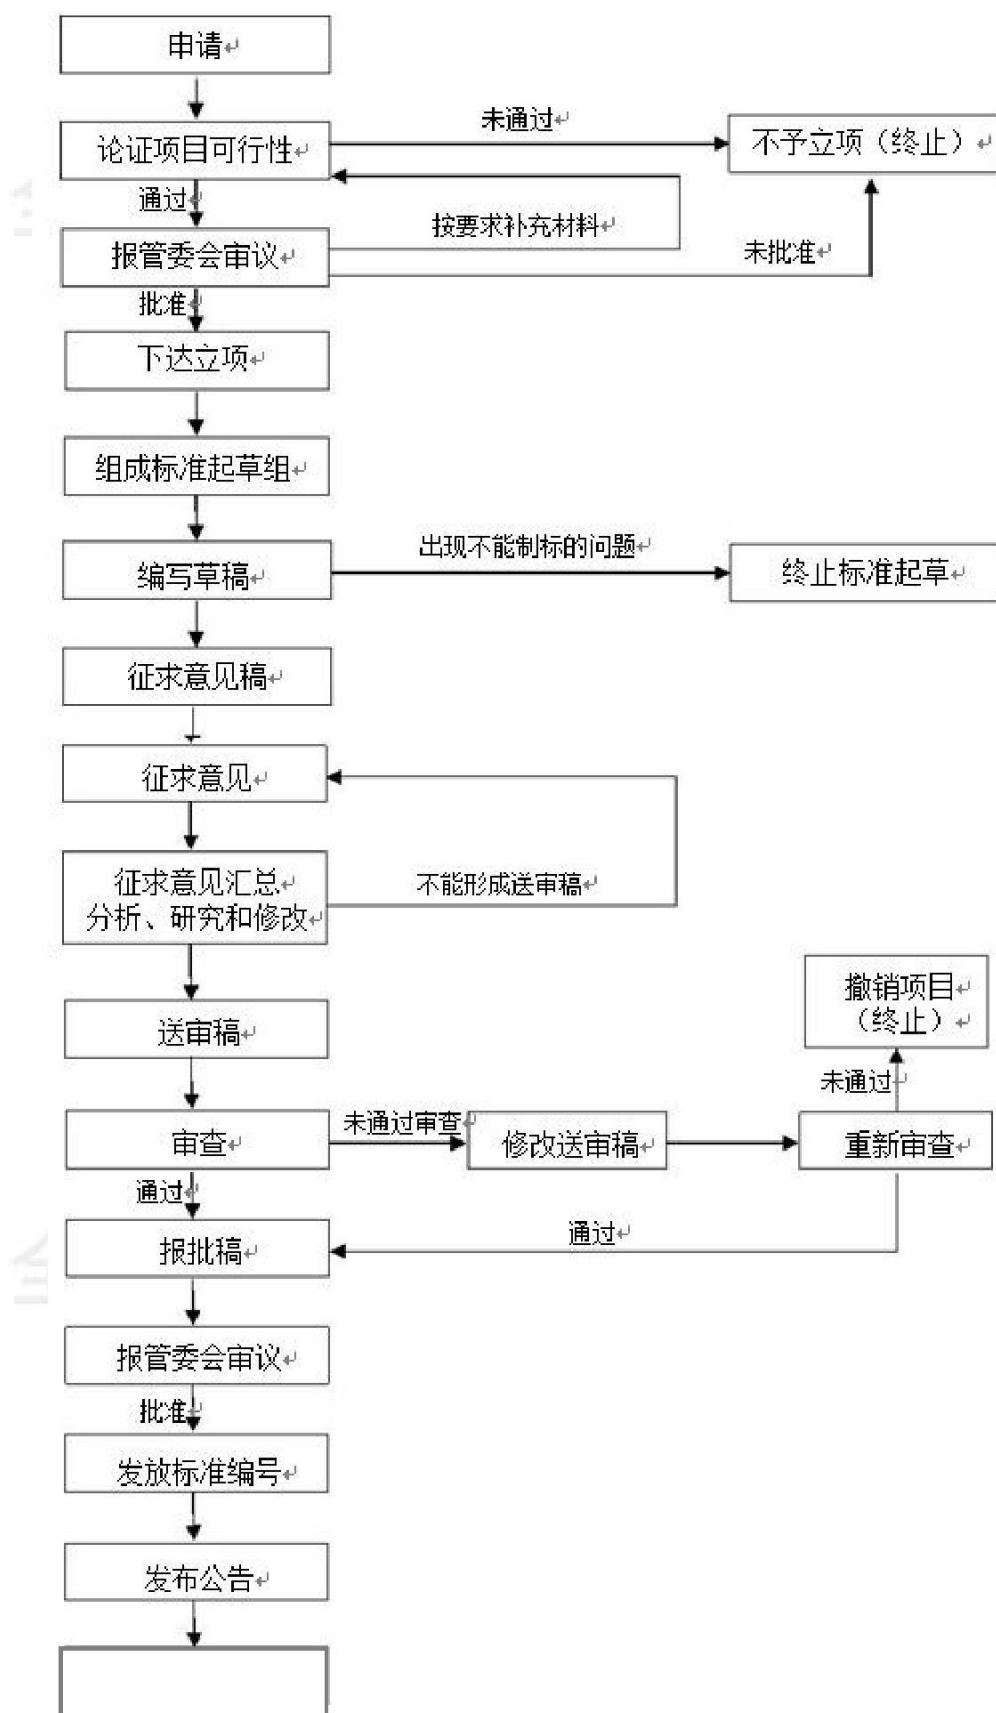 申请
未通过
论证项目可行性
不予立项（终止）
通过
按要求补充材料
报管委会审议
未批准
批准
下达立项
组成标准起草组
出现不能制标的问题
编写草稿
终止标准起草
征求意见稿
征求意见
征求意见汇总
分析、研究和修改
不能形成送审稿
撤销项目
（终止）
送审稿
未通过
审查
未通过审查
修改送审稿
重新审查
通过
报批稿
通过
报管委会审议
批准
发放标准编号
发布公告